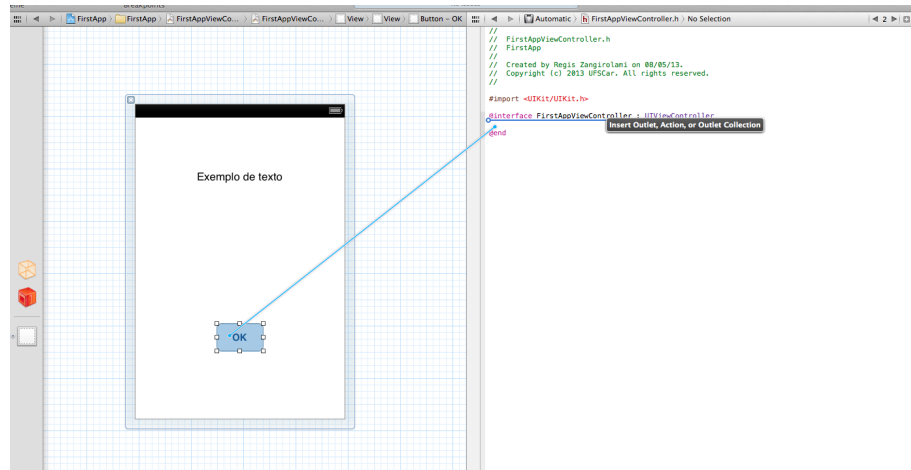 breakpoints
FirstApp FirstApp FirstAppViewCo... FirstAppViewCo... View View Button - OK
Automatic FirstAppViewController.h No Selection 2
//
// FirstAppViewController.h
// FirstApp
//
// Created by Regis Zangirolami on 08/05/13.
// Copyright (c) 2013 UFSCar. All rights reserved.
//
#import <UIKit/UIKit.h>
@interface FirstAppViewController : UIViewController
Insert Outlet, Action, or Outlet Collection
@end
Exemplo de texto
OK